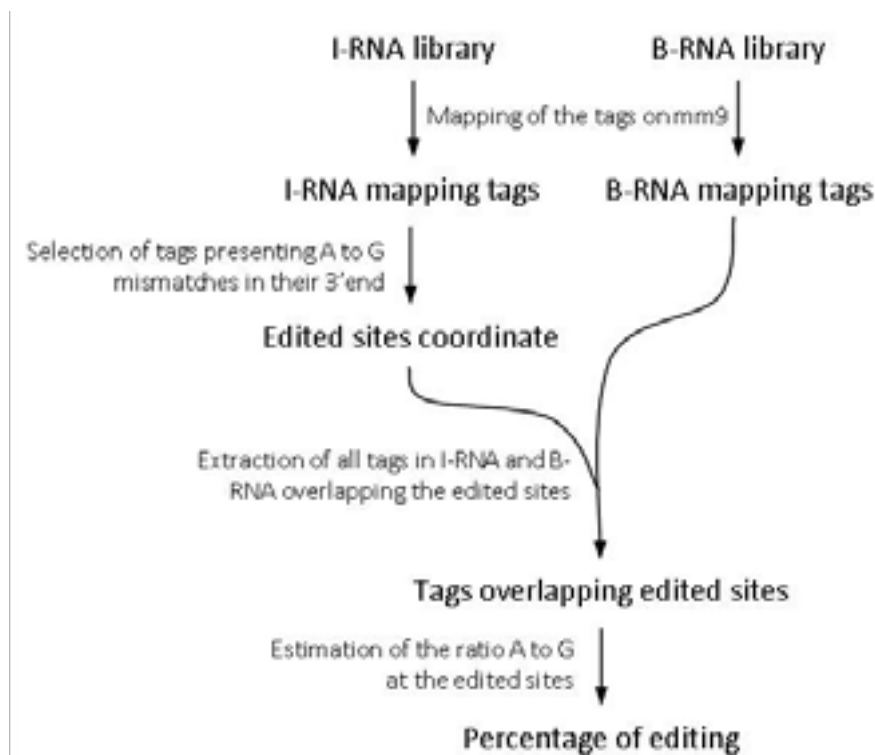 I-RNA library
B-RNA library
Mapping of the tags on mm9
I-RNA mapping tags
B-RNA mapping tags
Selection of tags presenting A to G
mismatches in their 3'end
Edited sites coordinate
Extraction of all tags in I-RNA and B-
RNA overlapping the edited sites
Tags overlapping edited sites
Estimation of the ratio A to G
at the edited sites
Percentage of editing